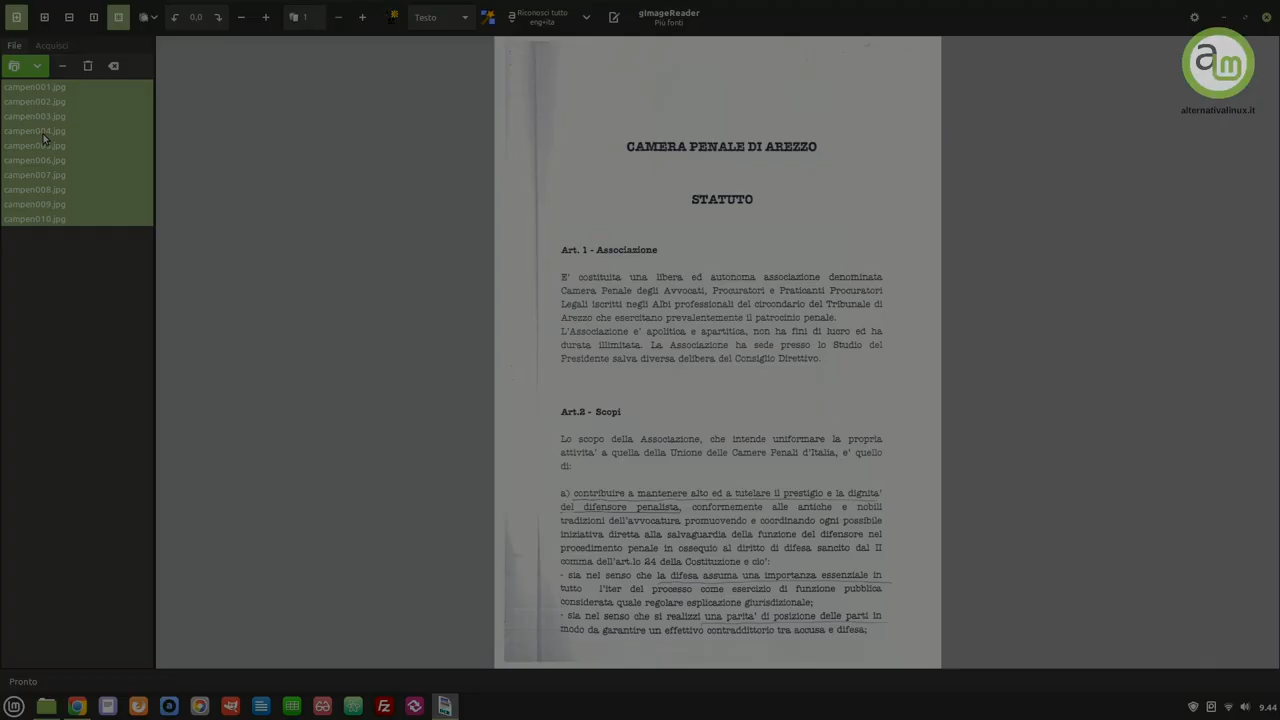 0,0
1
Testo
Riconosci tutto
eng+ita
gImageReader
Più fonti
File
Acquisci
campen001.jpg
campen002.jpg
campen003.jpg
campen004.jpg
campen006.jpg
campen007.jpg
campen008.jpg
campen009.jpg
campen010.jpg
am
alternativalinux.it
CAMERA PENALE DI AREZZO
STATUTO
Art. 1 - Associazione
E' costituita una libera ed autonoma associazione denominata
Camera Penale degli Avvocati, Procuratori e Praticanti Procuratori
Legali iscritti negli Albi professionali del circondario del Tribunale di
Arezzo che esercitano prevalentemente il patrocinio penale.
L'Associazione e' apolitica e apartitica, non ha fini di lucro ed ha
durata illimitata. La Associazione ha sede presso lo Studio del
Presidente salva diversa delibera del Consiglio Direttivo.
Art.2 - Scopi
Lo scopo della Associazione, che intende uniformare la propria
attivita' a quella della Unione delle Camere Penali d'Italia, e' quello
di:
a) contribuire a mantenere alto ed a tutelare il prestigio e la dignita'
del difensore penalista, conformemente alle antiche e nobili
tradizioni dell'avvocatura promuovendo e coordinando ogni possibile
iniziativa diretta alla salvaguardia della funzione del difensore nel
procedimento penale in ossequio al diritto di difesa sancito dal II
comma dell'art.lo 24 della Costituzione e cio':
- sia nel senso che la difesa assuma una importanza essenziale in
tutto l'iter del processo come esercizio di funzione pubblica
considerata quale regolare esplicazione giurisdizionale;
- sia nel senso che si realizzi una parita' di posizione delle parti in
modo da garantire un effettivo contraddittorio tra accusa e difesa;
Pronto
9.44